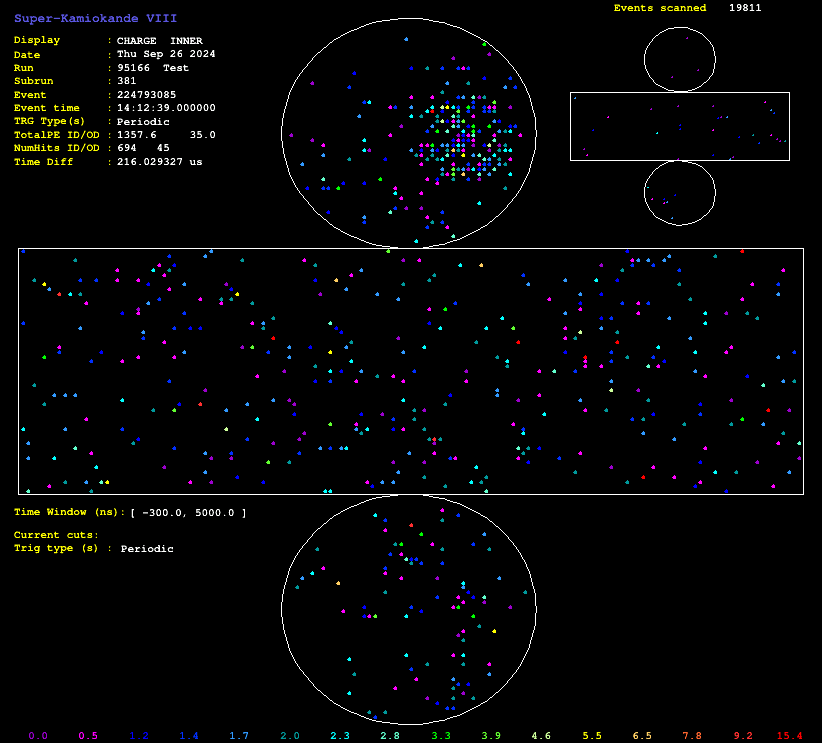 Events scanned 19811
Super-Kamiokande VIII
Display : CHARGE INNER
Date : Thu Sep 26 2024
Run : 95166 Test
Subrun : 381
Event : 224793085
Event time : 14:12:39.000000
TRG Type(s) : Periodic
TotalPE ID/OD : 1357.6 35.0
NumHits ID/OD : 694 45
Time Diff : 216.029327 us
Time Window (ns): [ -300.0, 5000.0 ]
Current cuts:
Trig type (s) : Periodic
0.0 0.5 1.2 1.4 1.7 2.0 2.3 2.8 3.3 3.9 4.6 5.5 6.5 7.8 9.2 15.4